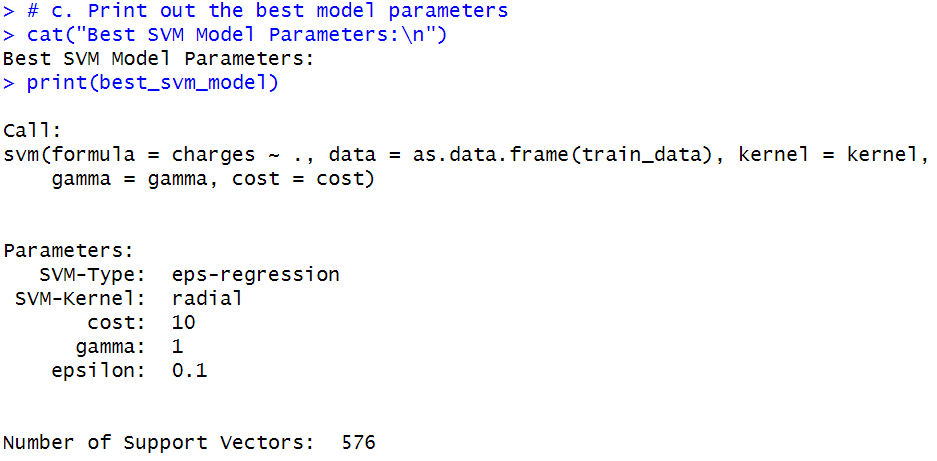 > # c. Print out the best model parameters
> cat("Best SVM Model Parameters:\n")
Best SVM Model Parameters:
> print(best_svm_model)

Call:
svm(formula = charges ~ ., data = as.data.frame(train_data), kernel = kernel,
    gamma = gamma, cost = cost)


Parameters:
   SVM-Type:  eps-regression
 SVM-Kernel:  radial
       cost:  10
      gamma:  1
    epsilon:  0.1


Number of Support Vectors:  576